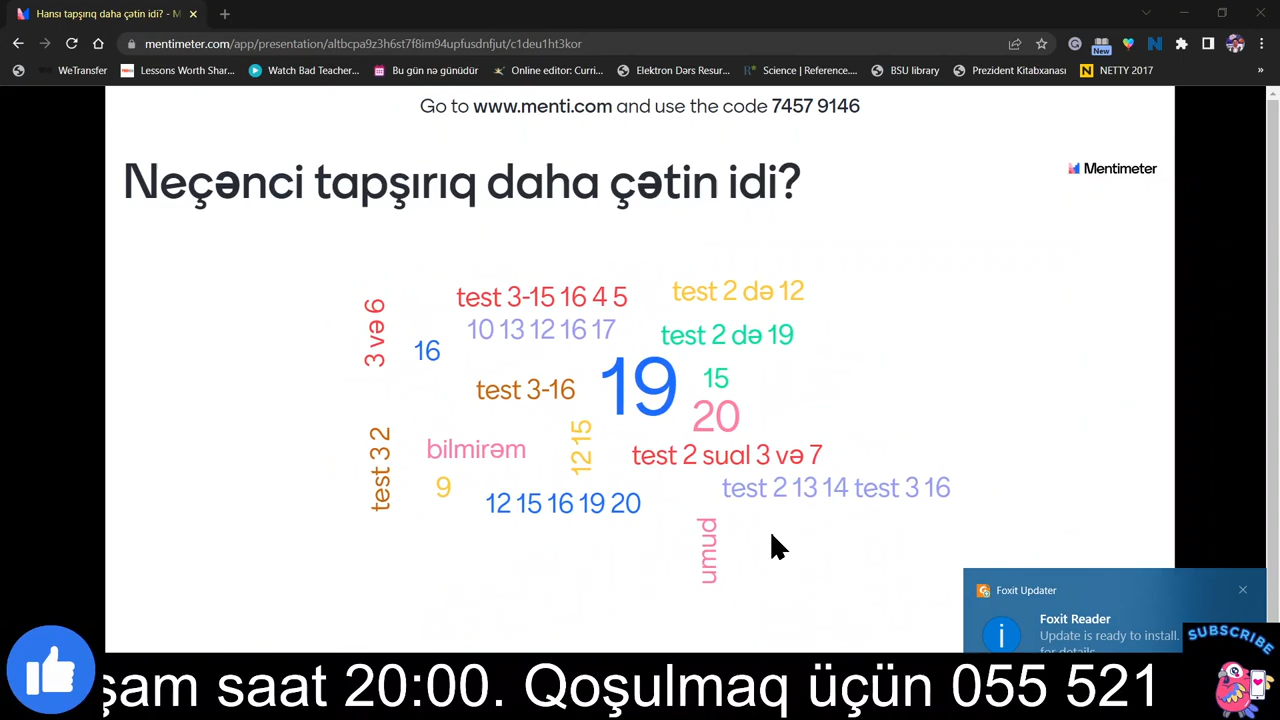 Hansı tapşırıq daha çətin idi? - M
mentimeter.com/app/presentation/altbcpa9z3h6st7f8im94upfusdnfjut/c1deu1ht3kor
New
WeTransfer
Lessons Worth Shar...
Watch Bad Teacher...
Bu gün nə günüdür
Online editor: Curri...
Elektron Dərs Resur...
Science | Reference....
BSU library
Prezident Kitabxanası
NETTY 2017
Go to www.menti.com and use the code 7457 9146
Neçənci tapşırıq daha çətin idi?
Mentimeter
test 3-15 16 4 5
test 2 də 12
3 və 6
10 13 12 16 17
test 2 də 19
16
19
15
test 3-16
20
test 3 2
bilmirəm
12 15
test 2 sual 3 və 7
9
12 15 16 19 20
test 2 13 14 test 3 16
umud
Foxit Updater
Foxit Reader
Update is ready to install.
for details
SUBSCRIBE
şam saat 20:00. Qoşulmaq üçün 055 521